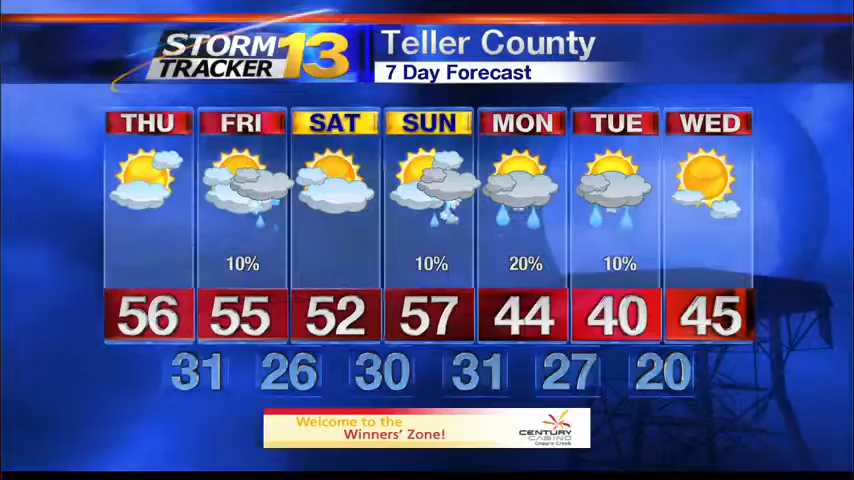 STORM 13
TRACKER
Teller County
7 Day Forecast
THU FRI SAT SUN MON TUE WED
10% 10% 20% 10%
56 55 52 57 44 40 45
31 26 30 31 27 20
Welcome to the
Winners' Zone!
CENTURY
CASINO
Cripple Creek